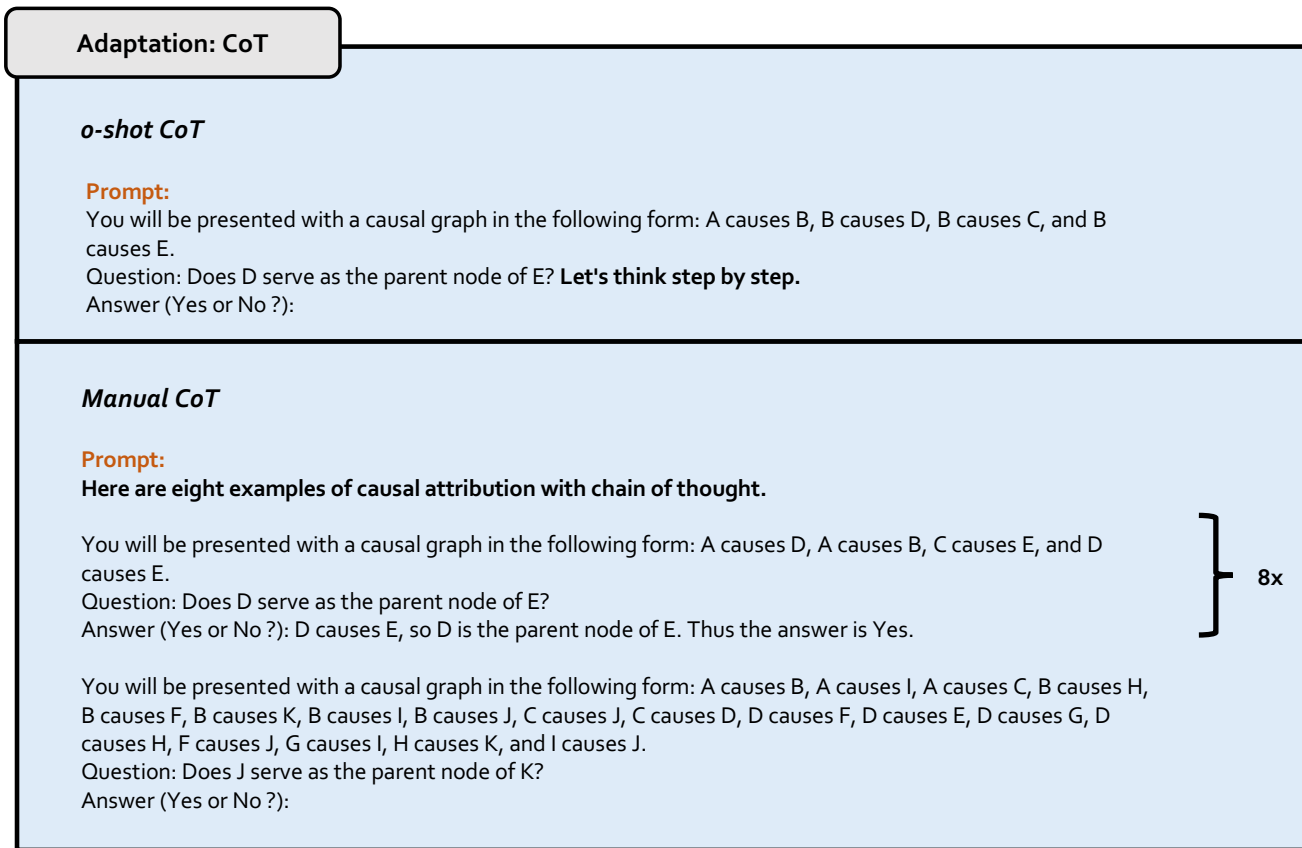 Adaptation: CoT
0-shot CoT
Prompt:
You will be presented with a causal graph in the following form: A causes B, B causes D, B causes C, and B
causes E.
Question: Does D serve as the parent node of E? Let's think step by step.
Answer (Yes or No ?):
Manual CoT
Prompt:
Here are eight examples of causal attribution with chain of thought.
You will be presented with a causal graph in the following form: A causes D, A causes B, C causes E, and D
causes E.
Question: Does D serve as the parent node of E?
Answer (Yes or No ?): D causes E, so D is the parent node of E. Thus the answer is Yes.
8x
You will be presented with a causal graph in the following form: A causes B, A causes I, A causes C, B causes H,
B causes F, B causes K, B causes I, B causes J, C causes J, C causes D, D causes F, D causes E, D causes G, D
causes H, F causes J, G causes I, H causes K, and I causes J.
Question: Does J serve as the parent node of K?
Answer (Yes or No ?):